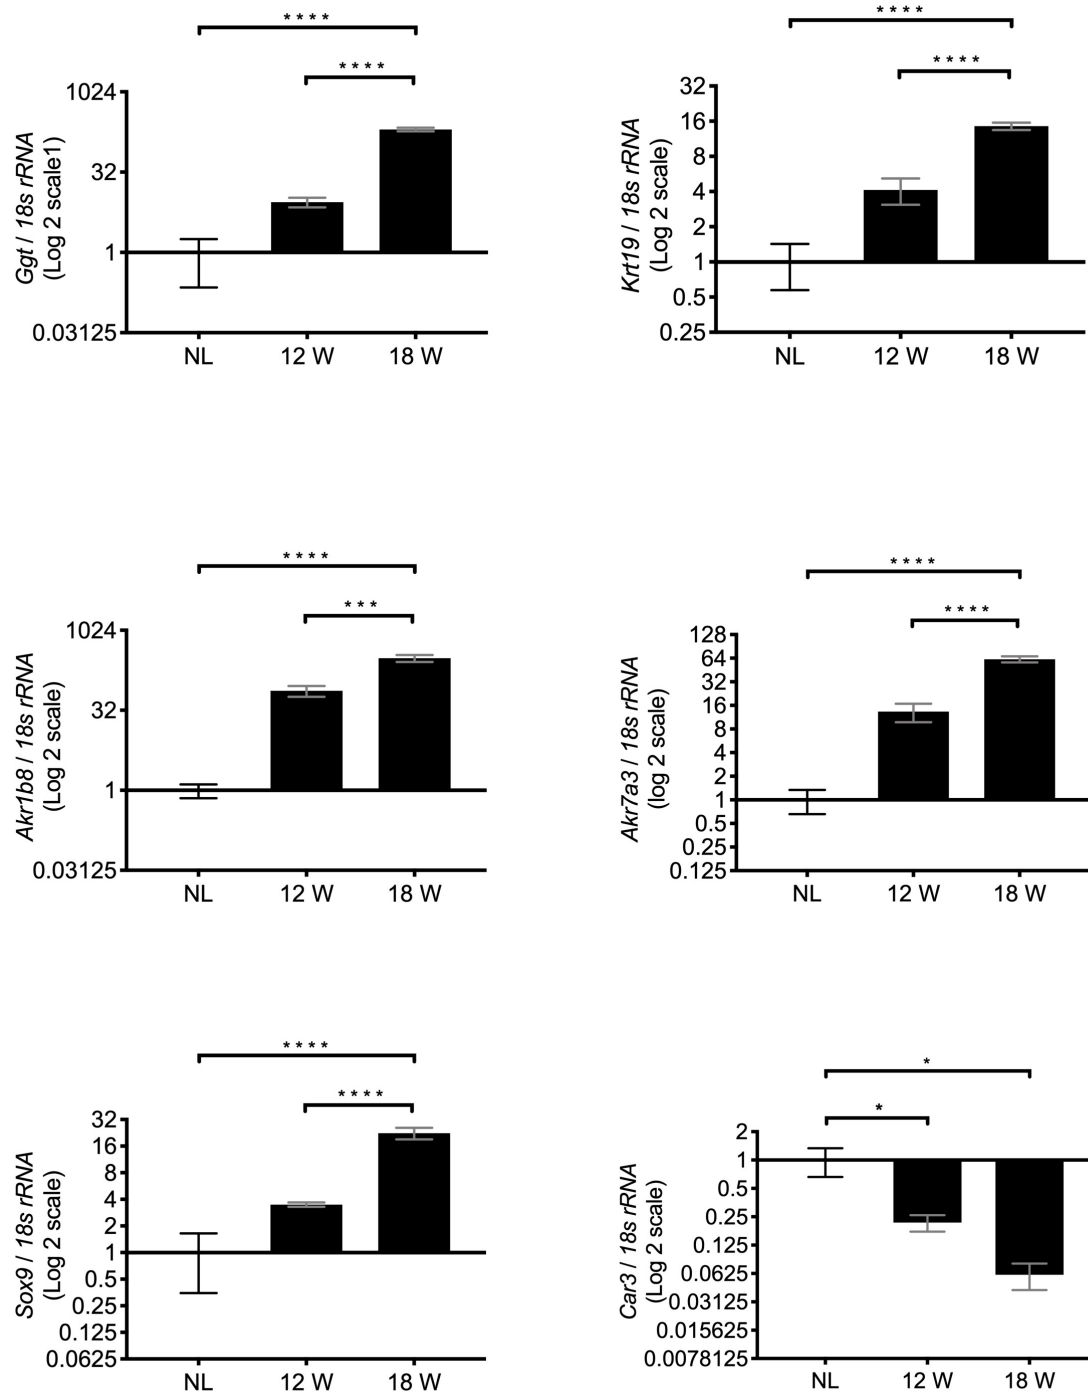 * * * *
* * * *
1024
32
1
0.03125
Ggt / 18s rRNA
(Log 2 scale1)
NL 12 W 18 W
* * * *
* * * *
32
16
8
4
2
1
0.5
0.25
Krt19 / 18s rRNA
(Log 2 scale)
NL 12 W 18 W
* * * *
* * *
1024
32
1
0.03125
Akr1b8 / 18s rRNA
(Log 2 scale)
NL 12 W 18 W
* * * *
* * * *
128
64
32
16
8
4
2
1
0.5
0.25
0.125
Akr7a3 / 18s rRNA
(log 2 scale)
NL 12 W 18 W
* * * *
* * * *
32
16
8
4
2
1
0.5
0.25
0.125
0.0625
Sox9 / 18s rRNA
(Log 2 scale)
NL 12 W 18 W
*
*
2
1
0.5
0.25
0.125
0.0625
0.03125
0.015625
0.0078125
Car3 / 18s rRNA
(Log 2 scale)
NL 12 W 18 W